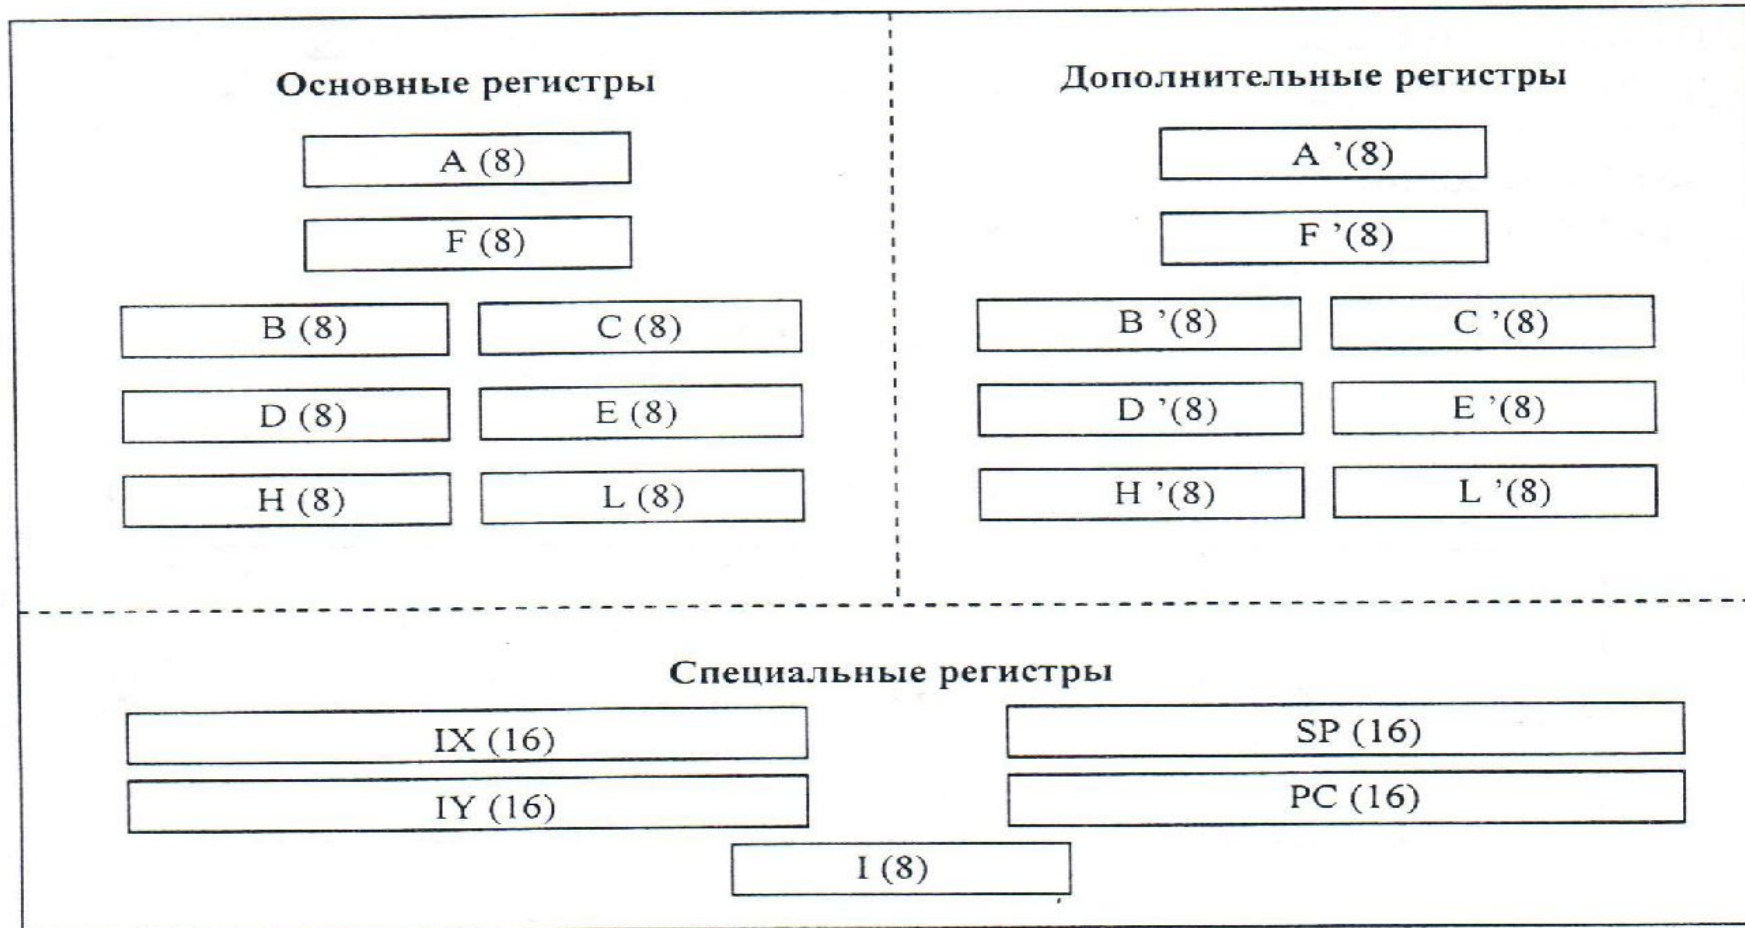 Основные регистры
A (8)
F (8)
B (8) C (8)
D (8) E (8)
H (8) L (8)
Дополнительные регистры
A ’(8)
F ’(8)
B ’(8) C ’(8)
D ’(8) E ’(8)
H ’(8) L ’(8)
Специальные регистры
IX (16) SP (16)
IY (16) PC (16)
I (8)